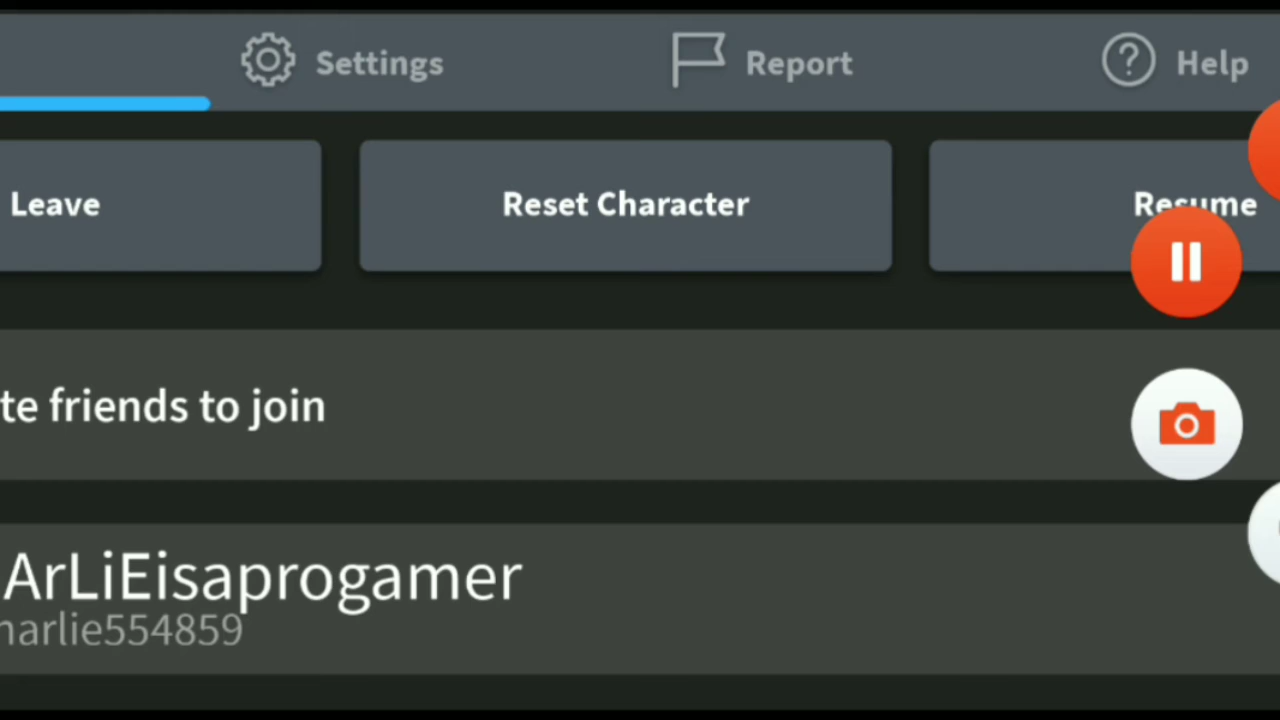 Settings Report Help
Leave Reset Character Resume
te friends to join
ArLiEisaprogamer
harlie554859